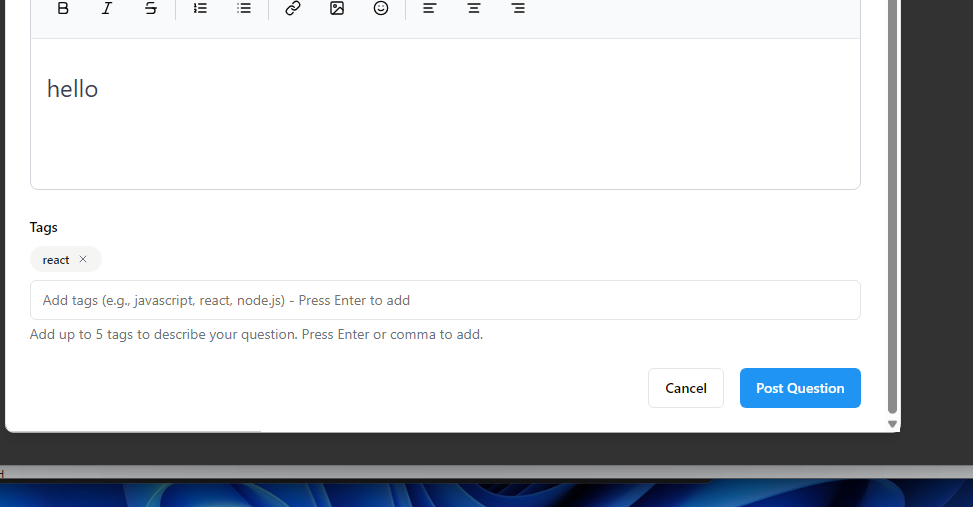 hello
Tags
react
Add tags (e.g., javascript, react, node.js) - Press Enter to add
Add up to 5 tags to describe your question. Press Enter or comma to add.
Cancel Post Question
H